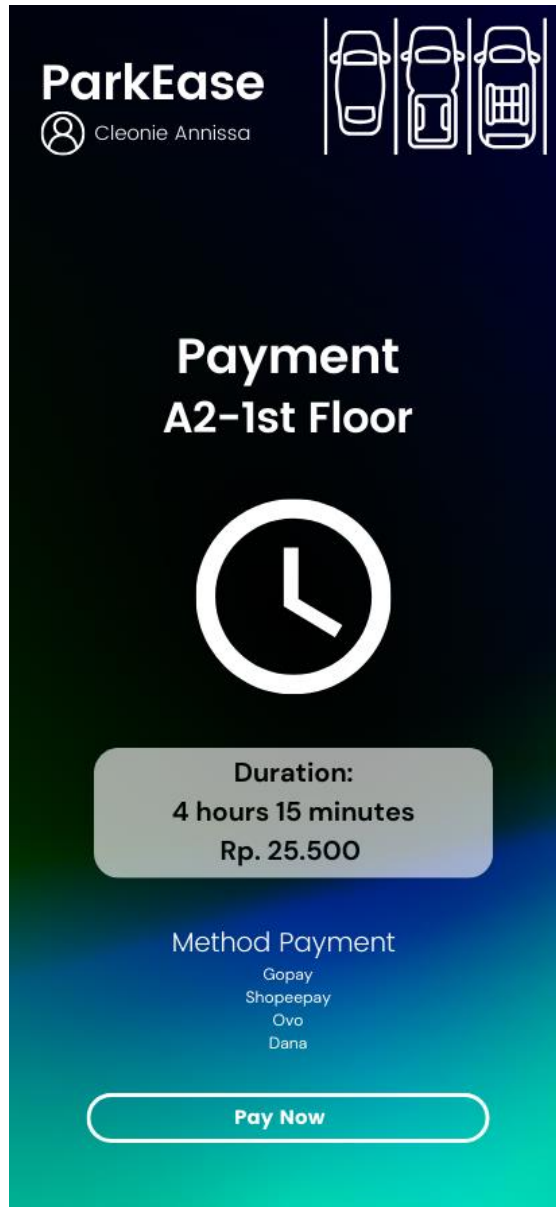 ParkEase
Cleonie Annissa
Payment
A2-1st Floor
Duration:
4 hours 15 minutes
Rp. 25.500
Method Payment
Gopay
Shopeepay
Ovo
Dana
Pay Now